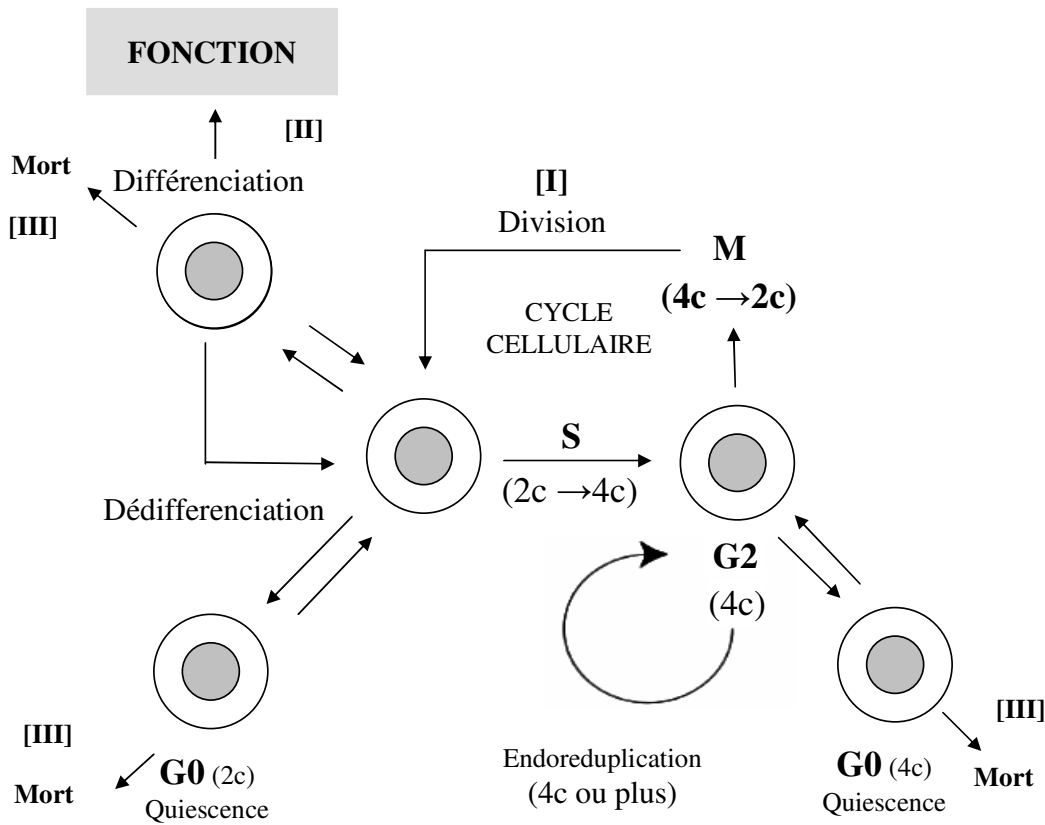 FONCTION
[II]
Mort
Différenciation
[III]
[I]
Division
M
(4c →2c)
CYCLE
CELLULAIRE
S
(2c →4c)
Dédifferenciation
G2
(4c)
[III]
Mort
G0 (2c)
Quiescence
Endoreduplication
(4c ou plus)
G0 (4c)
Quiescence
[III]
Mort